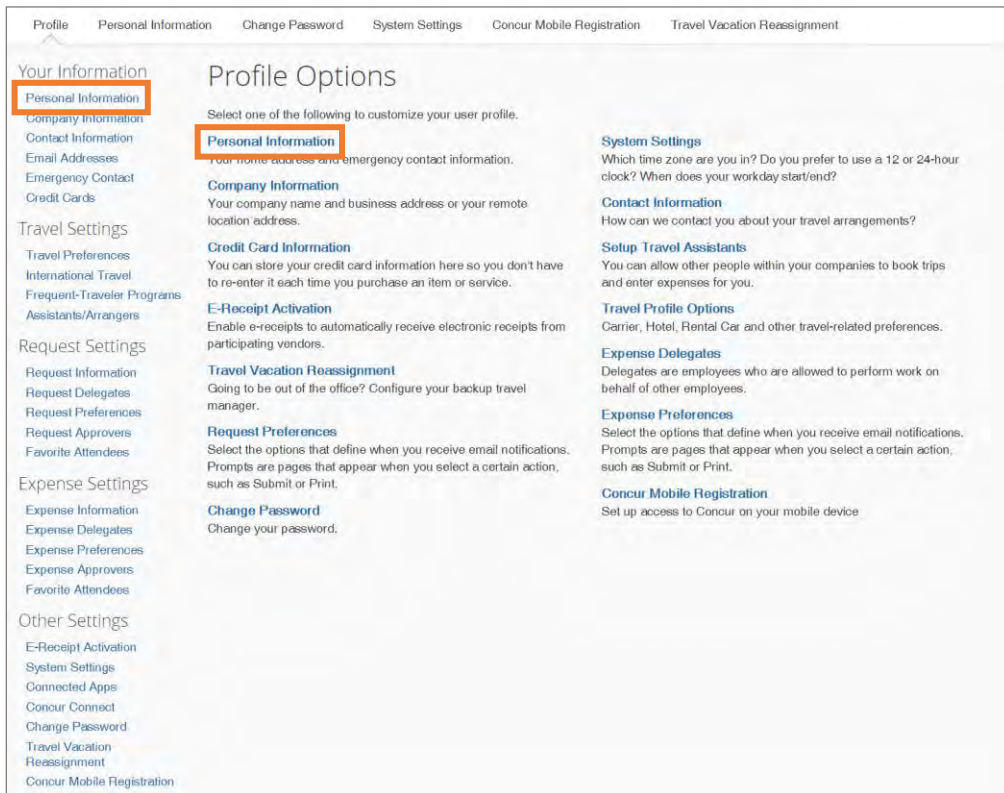 Profile Personal Information Change Password System Settings Concur Mobile Registration Travel Vacation Reassignment
Your Information
Personal Information
Company Information
Contact Information
Email Addresses
Emergency Contact
Credit Cards
Travel Settings
Travel Preferences
International Travel
Frequent-Traveler Programs
Assistants/Arrangers
Request Settings
Request Information
Request Delegates
Request Preferences
Request Approvers
Favorite Attendees
Expense Settings
Expense Information
Expense Delegates
Expense Preferences
Expense Approvers
Favorite Attendees
Other Settings
E-Receipt Activation
System Settings
Connected Apps
Concur Connect
Change Password
Travel Vacation
Reassignment
Concur Mobile Registration
Profile Options
Select one of the following to customize your user profile.
Personal Information
Your home address and emergency contact information.
Company Information
Your company name and business address or your remote
location address.
Credit Card Information
You can store your credit card information here so you don't have
to re-enter it each time you purchase an item or service.
E-Receipt Activation
Enable e-receipts to automatically receive electronic receipts from
participating vendors.
Travel Vacation Reassignment
Going to be out of the office? Configure your backup travel
manager.
Request Preferences
Select the options that define when you receive email notifications.
Prompts are pages that appear when you select a certain action,
such as Submit or Print.
Change Password
Change your password.
System Settings
Which time zone are you in? Do you prefer to use a 12 or 24-hour
clock? When does your workday start/end?
Contact Information
How can we contact you about your travel arrangements?
Setup Travel Assistants
You can allow other people within your companies to book trips
and enter expenses for you.
Travel Profile Options
Carrier, Hotel, Rental Car and other travel-related preferences.
Expense Delegates
Delegates are employees who are allowed to perform work on
behalf of other employees.
Expense Preferences
Select the options that define when you receive email notifications.
Prompts are pages that appear when you select a certain action,
such as Submit or Print.
Concur Mobile Registration
Set up access to Concur on your mobile device